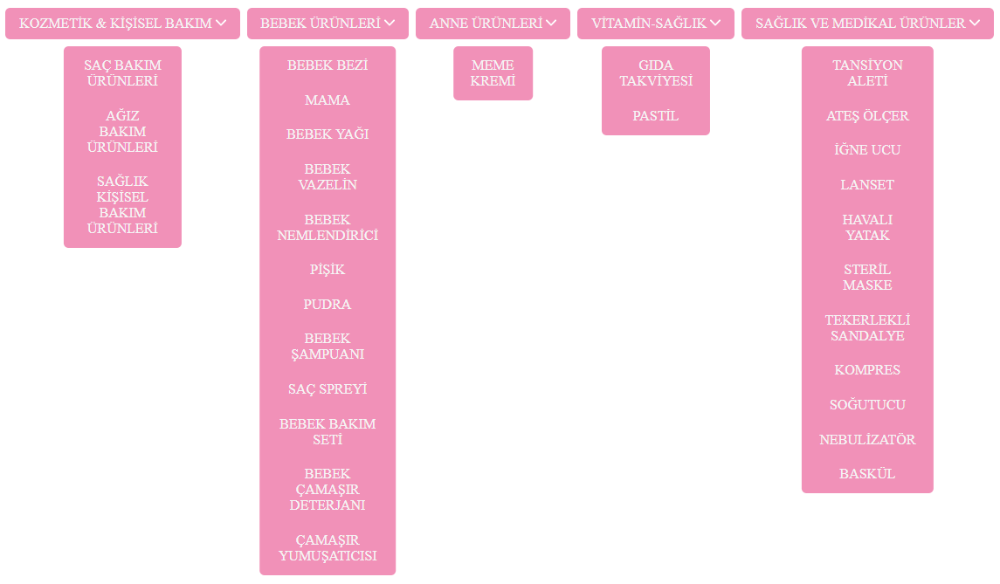 KOZMETİK & KİŞİSEL BAKIM
BEBEK ÜRÜNLERİ
ANNE ÜRÜNLERİ
VİTAMİN-SAĞLIK
SAĞLIK VE MEDİKAL ÜRÜNLER
SAÇ BAKIM
ÜRÜNLERİ
AĞIZ
BAKIM
ÜRÜNLERİ
SAĞLIK
KİŞİSEL
BAKIM
ÜRÜNLERİ
BEBEK BEZİ
MAMA
BEBEK YAĞI
BEBEK
VAZELİN
BEBEK
NEMLENDİRİCİ
PİŞİK
PUDRA
BEBEK
ŞAMPUANI
SAÇ SPREYİ
BEBEK BAKIM
SETİ
BEBEK
ÇAMAŞIR
DETERJANI
ÇAMAŞIR
YUMUŞATICISI
MEME
KREMİ
GIDA
TAKVİYESİ
PASTİL
TANSİYON
ALETİ
ATEŞ ÖLÇER
İĞNE UCU
LANSET
HAVALI
YATAK
STERİL
MASKE
TEKERLEKLİ
SANDALYE
KOMPRES
SOĞUTUCU
NEBULİZATÖR
BASKÜL